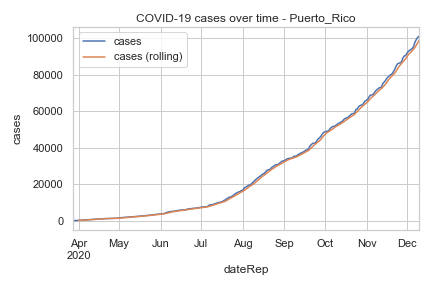 COVID-19 cases over time - Puerto_Rico
cases
cases (rolling)
100000
80000
60000
40000
20000
0
cases
Apr May Jun Jul Aug Sep Oct Nov Dec
2020
dateRep